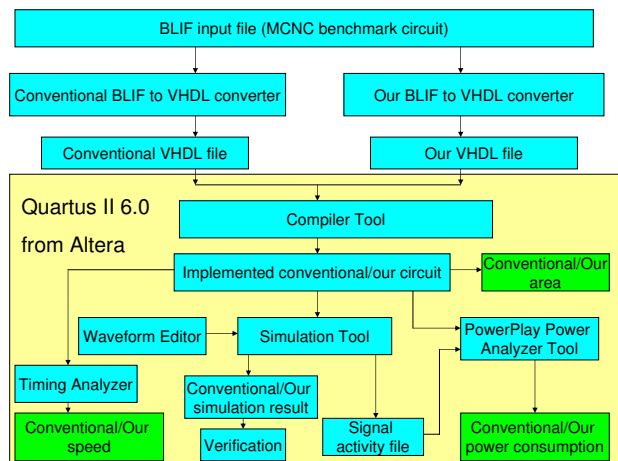 BLIF input file (MCNC benchmark circuit)
Conventional BLIF to VHDL converter
Our BLIF to VHDL converter
Conventional VHDL file
Our VHDL file
Quartus II 6.0
from Altera
Compiler Tool
Implemented conventional/our circuit
Conventional/Our
area
Waveform Editor
Simulation Tool
PowerPlay Power
Analyzer Tool
Timing Analyzer
Conventional/Our
simulation result
Conventional/Our
speed
Verification
Signal
activity file
Conventional/Our
power consumption